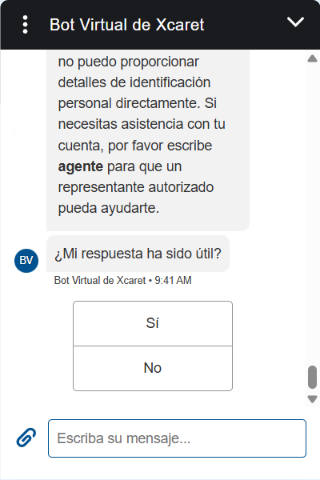 Bot Virtual de Xcaret
no puedo proporcionar
detalles de identificación
personal directamente. Si
necesitas asistencia con tu
cuenta, por favor escribe
agente para que un
representante autorizado
pueda ayudarte.
¿Mi respuesta ha sido útil?
BV
Bot Virtual de Xcaret • 9:41 AM
Sí
No
Escriba su mensaje...